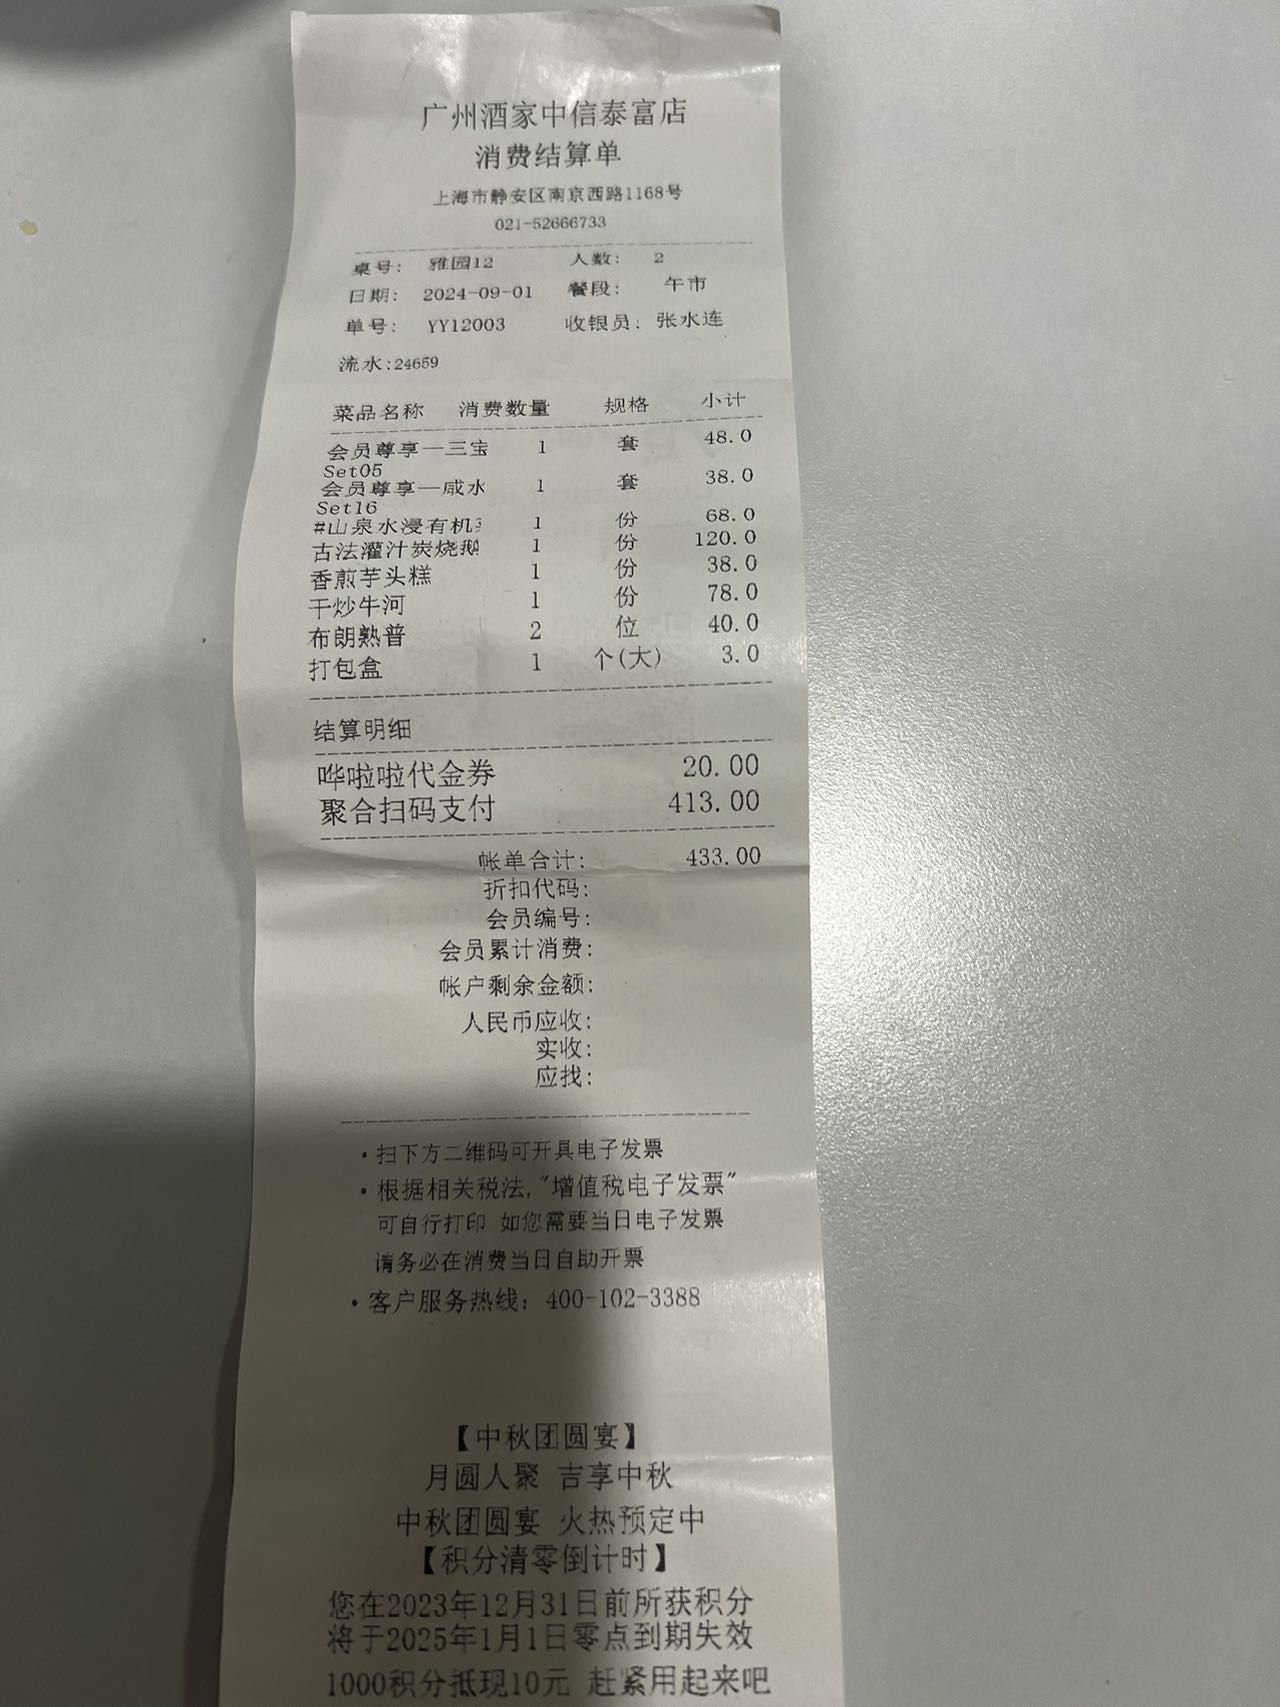 广州酒家中信泰富店
消费结算单
上海市静安区南京西路1168号
021-52666733
桌号: 雅园12 人数: 2
日期: 2024-09-01 餐段: 午市
单号: YY12003 收银员: 张水连
流水:24659
菜品名称 消费数量 规格 小计
会员尊享—三宝 1 套 48.0
Set05
会员尊享—咸水 1 套 38.0
Set16
#山泉水浸有机 1 份 68.0
古法灌汁炭烧鹅 1 份 120.0
香煎芋头糕 1 份 38.0
干炒牛河 1 份 78.0
布朗熟普 2 位 40.0
打包盒 1 个(大) 3.0
结算明细
哗啦啦代金券 20.00
聚合扫码支付 413.00
帐单合计: 433.00
折扣代码:
会员编号:
会员累计消费:
帐户剩余金额:
人民币应收:
实收:
应找:
·扫下方二维码可开具电子发票
·根据相关税法,"增值税电子发票"
可自行打印 如您需要当日电子发票
请务必在消费当日自助开票
·客户服务热线: 400-102-3388
【中秋团圆宴】
月圆人聚 吉享中秋
中秋团圆宴 火热预定中
【积分清零倒计时】
您在2023年12月31日前所获积分
将于2025年1月1日零点到期失效
1000积分抵现10元 赶紧用起来吧